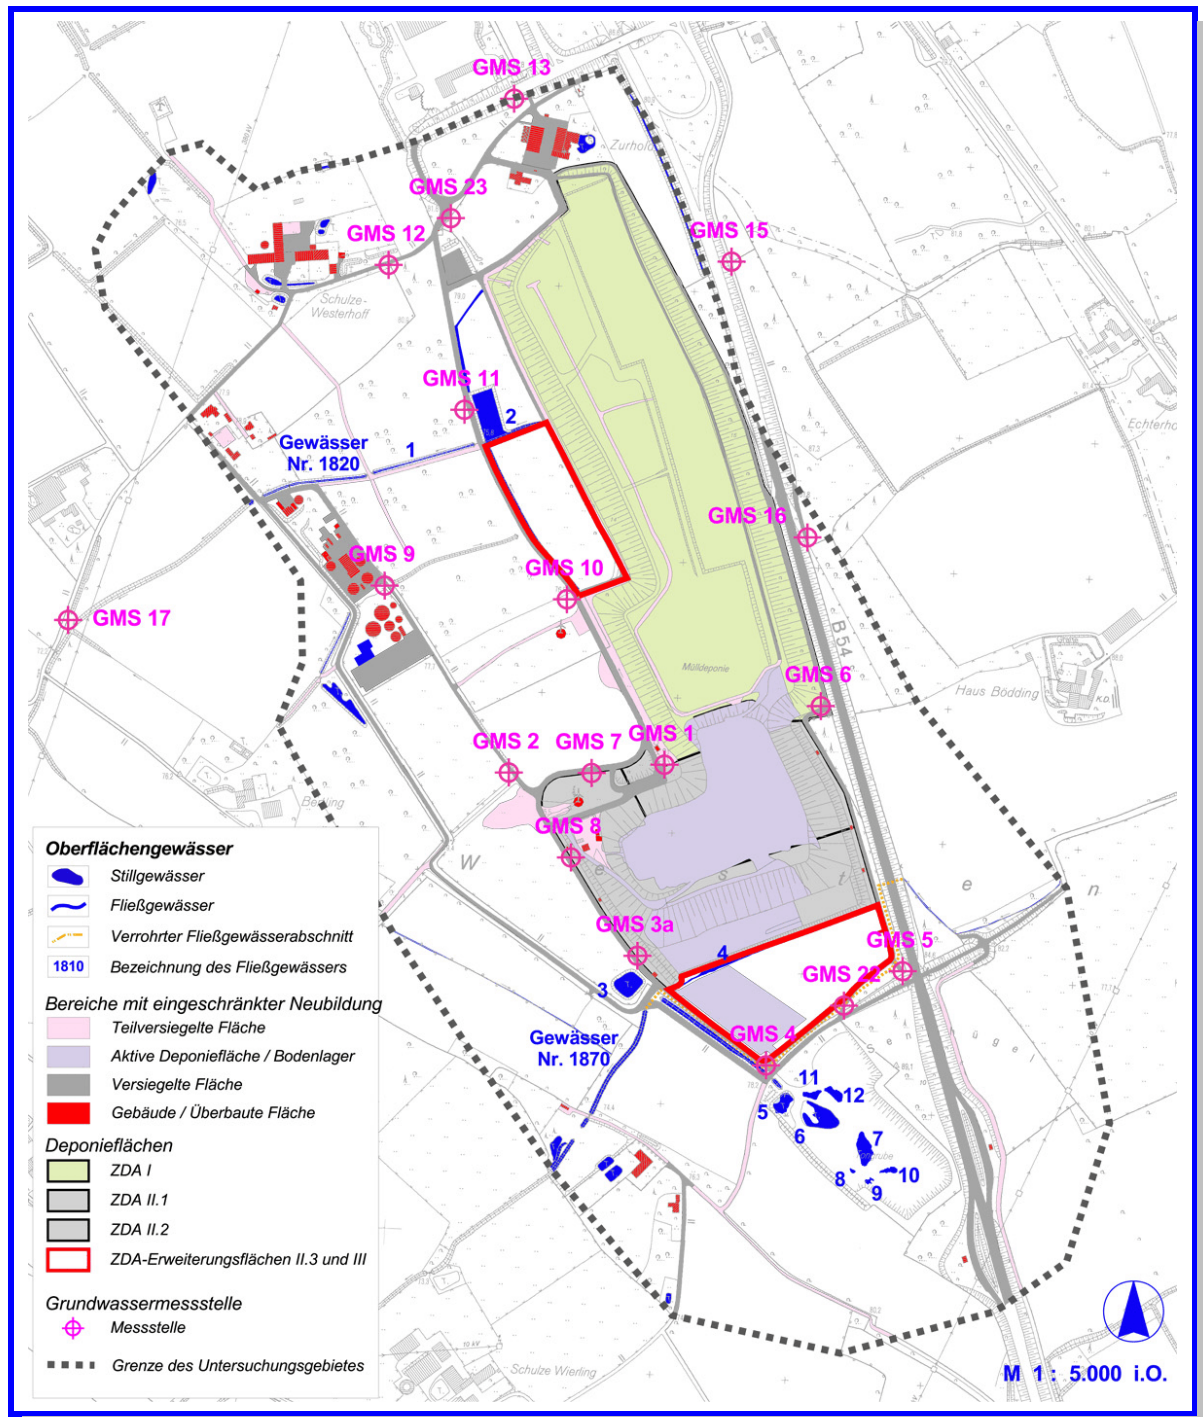 GMS 13
Zurhold
GMS 23
GMS 12
GMS 15
Schulze-
Westerhoff
GMS 11
2
Gewässer
Nr. 1820
1
Echterho
GMS 16
GMS 9
GMS 10
GMS 17
B 54
Mülldeponie
GMS 6
Haus Bödding
K.D.
GMS 2
GMS 7
GMS 1
GMS 8
W e s t e n
GMS 3a
GMS 5
4
GMS 22
3
Gewässer
Nr. 1870
GMS 4
11
12
5
6
7
8
9
10
Oberflächengewässer
Stillgewässer
Fließgewässer
Verrohrter Fließgewässerabschnitt
1810 Bezeichnung des Fließgewässers
Bereiche mit eingeschränkter Neubildung
Teilversiegelte Fläche
Aktive Deponiefläche / Bodenlager
Versiegelte Fläche
Gebäude / Überbaute Fläche
Deponieflächen
ZDA I
ZDA II.1
ZDA II.2
ZDA-Erweiterungsflächen II.3 und III
Grundwassermessstelle
Messstelle
Grenze des Untersuchungsgebietes
Schulze Wierling
M 1 : 5.000 i.O.